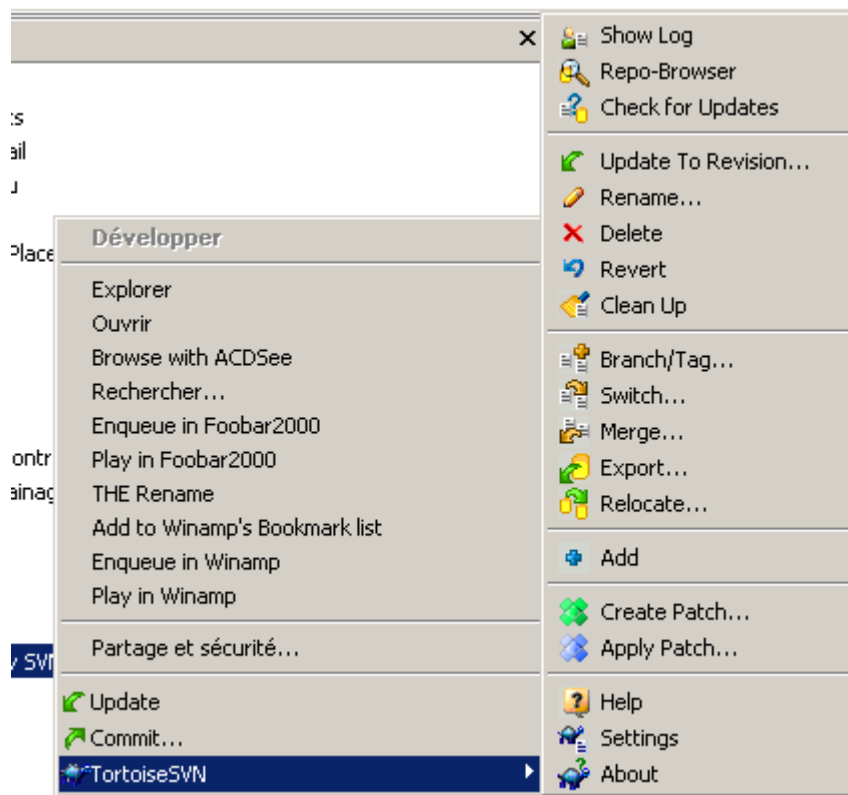 Développer
Explorer
Ouvrir
Browse with ACDSee
Rechercher...
Enqueue in Foobar2000
Play in Foobar2000
THE Rename
Add to Winamp's Bookmark list
Enqueue in Winamp
Play in Winamp
Partage et sécurité...
Update
Commit...
TortoiseSVN
Show Log
Repo-Browser
Check for Updates
Update To Revision...
Rename...
Delete
Revert
Clean Up
Branch/Tag...
Switch...
Merge...
Export...
Relocate...
Add
Create Patch...
Apply Patch...
Help
Settings
About